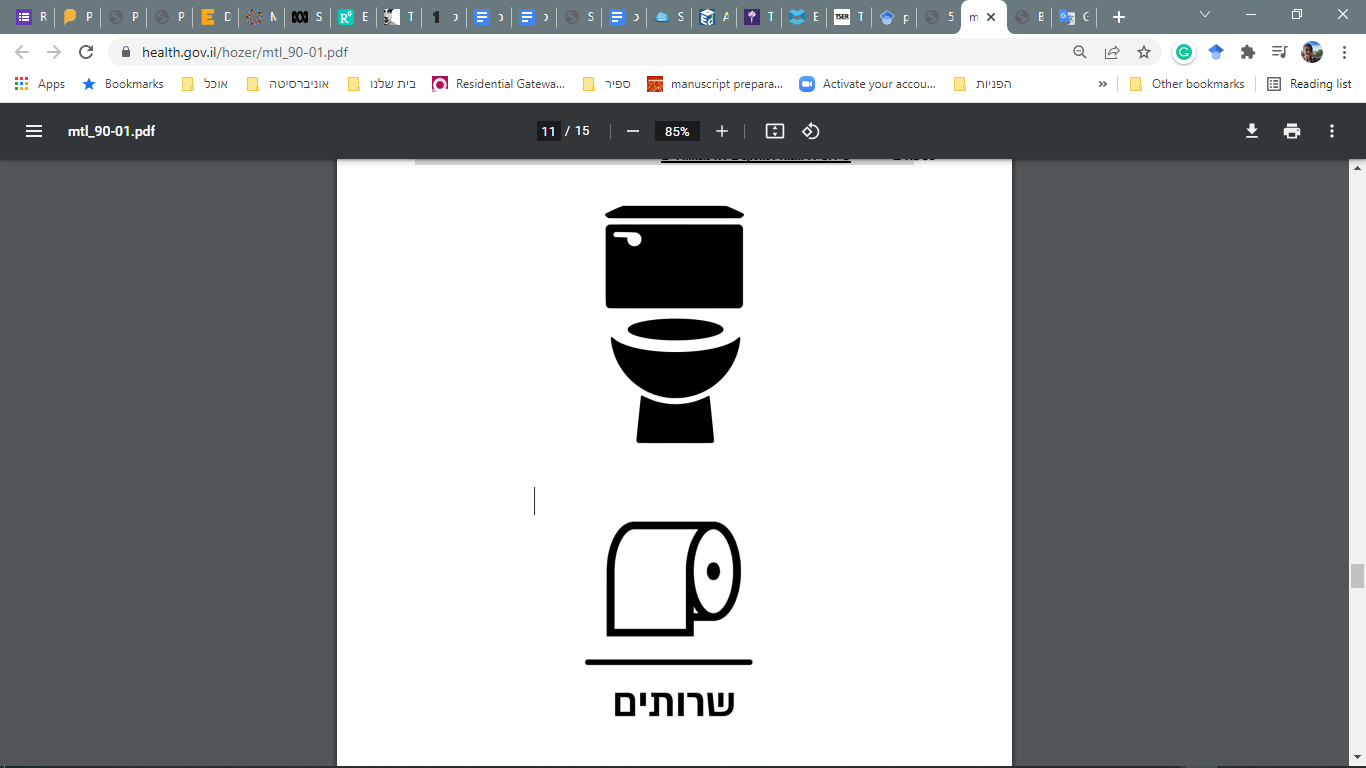 R
P
P
P
E
D
M
S
E
T
1
S
S
A
T
E
TSER
T
p
5
m
B
G
health.gov.il/hozer/mtl_90-01.pdf
Apps
Bookmarks
אוכל
אוניברסיטה
בית שלנו
Residential Gatewa...
ספיר
manuscript prepara...
Activate your accou...
הפניות
»
Other bookmarks
Reading list
mtl_90-01.pdf
11 / 15
85%
שרותים